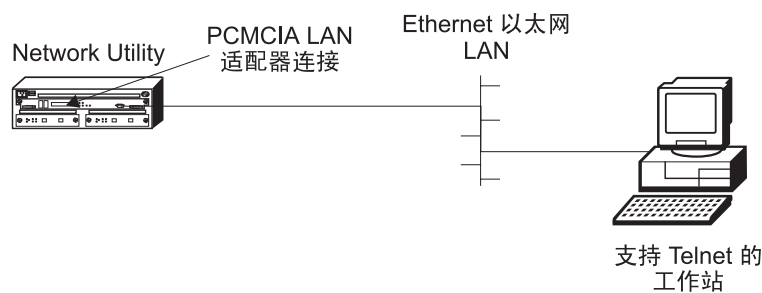 Network Utility
PCMCIA LAN
适配器连接
Ethernet 以太网
LAN
支持 Telnet 的
工作站